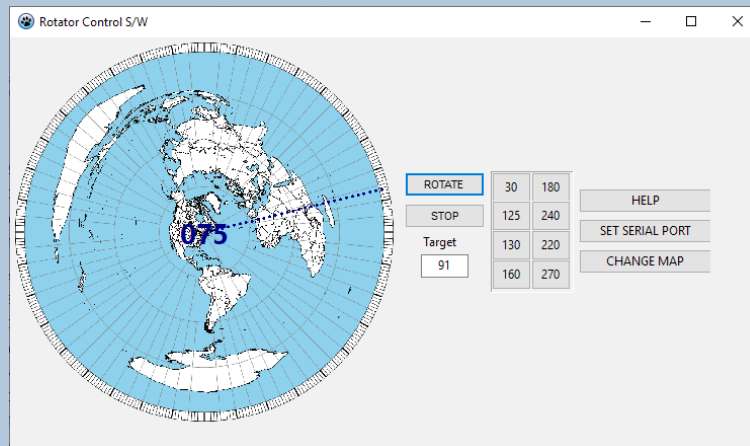 Rotator Control S/W
075
ROTATE
STOP
Target
91
30 180
125 240
130 220
160 270
HELP
SET SERIAL PORT
CHANGE MAP